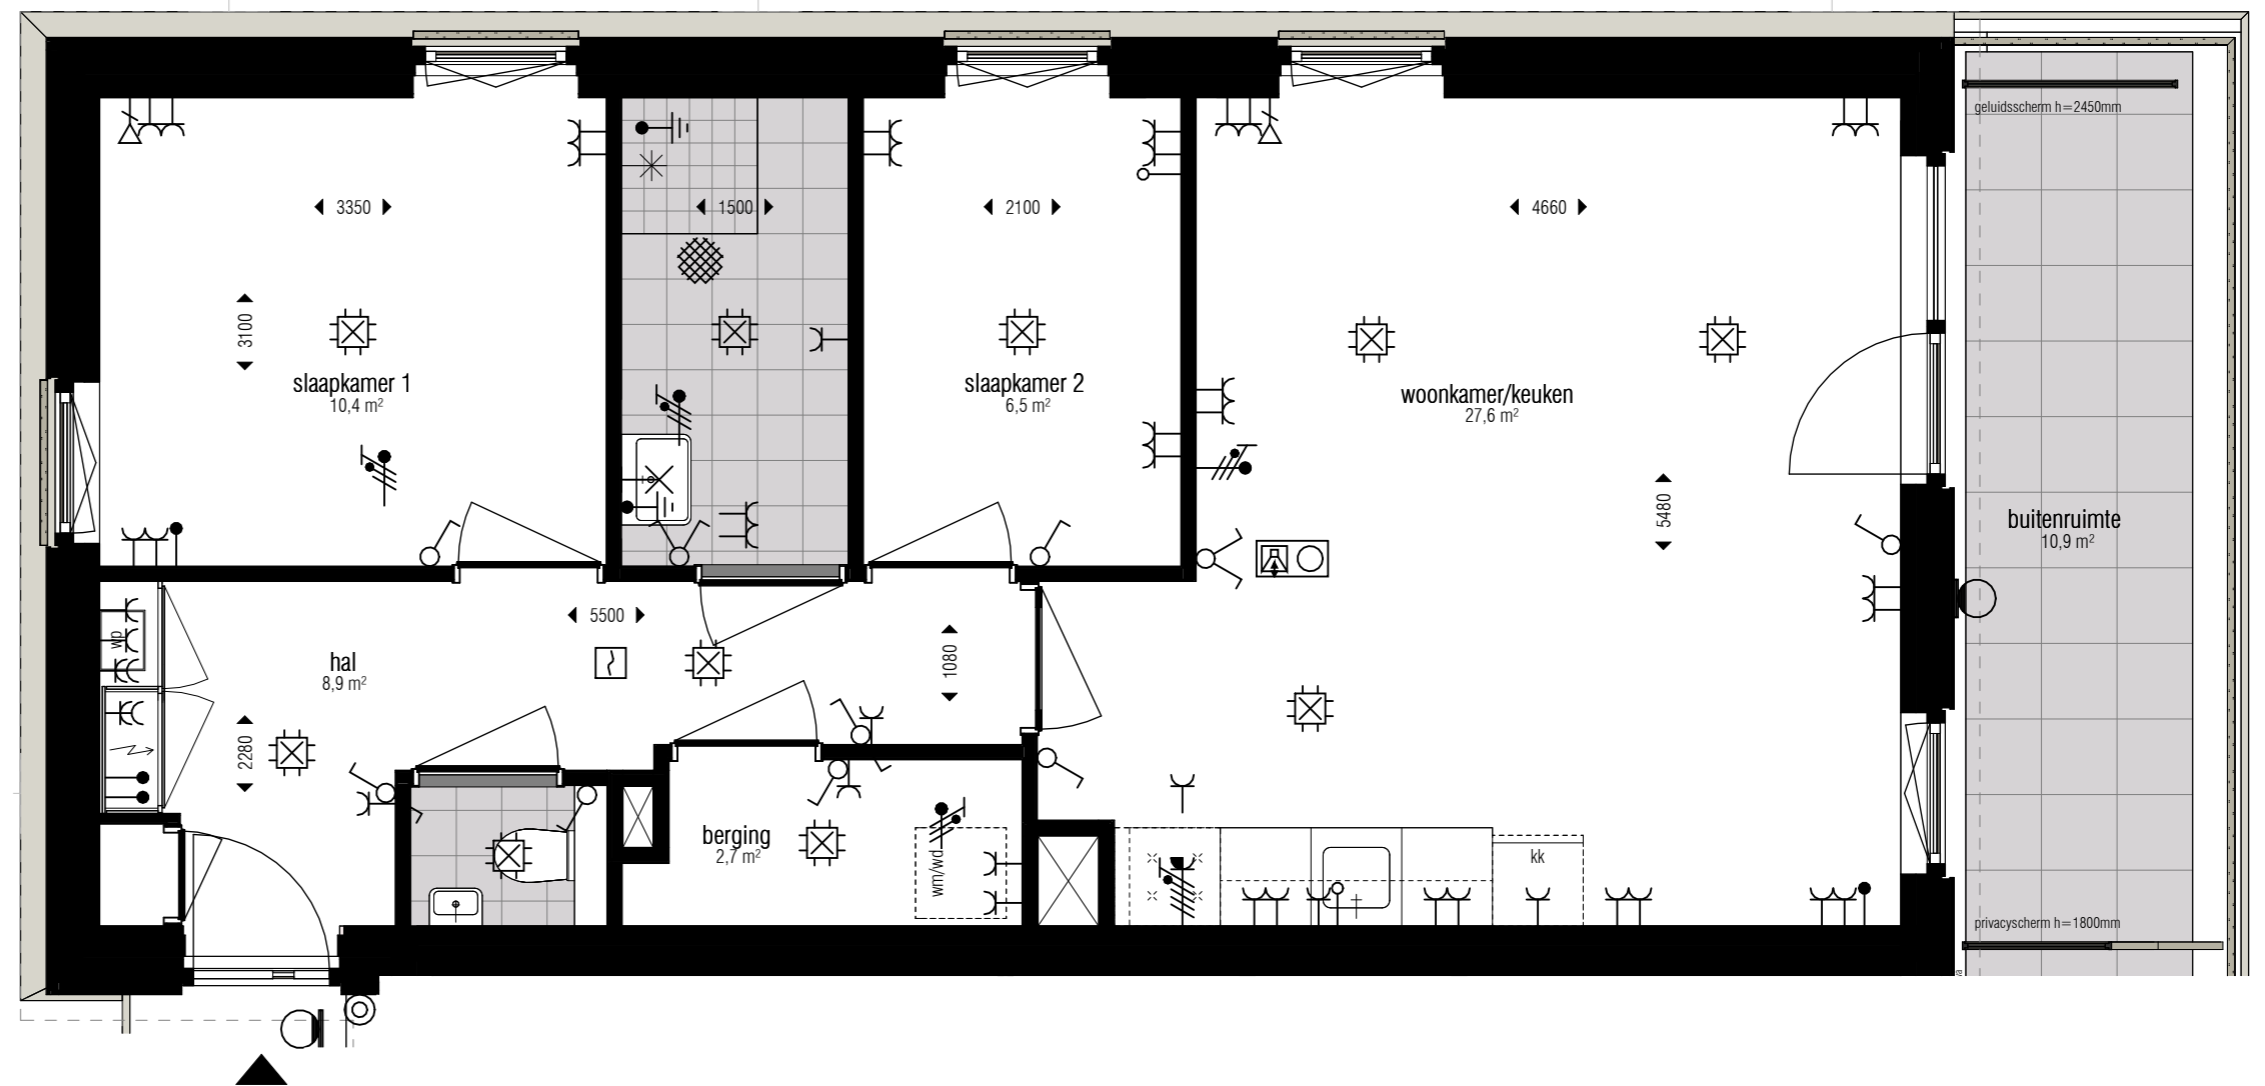 geluidsscherm h=2450mm
3350
1500
2100
4660
3100
slaapkamer 1
10,4 m²
slaapkamer 2
6,5 m²
woonkamer/keuken
27,6 m²
5480
buitenruimte
10,9 m²
wp
5500
hal
8,9 m²
1080
2280
berging
2,7 m²
wm/wd
kk
privacyscherm h=1800mm